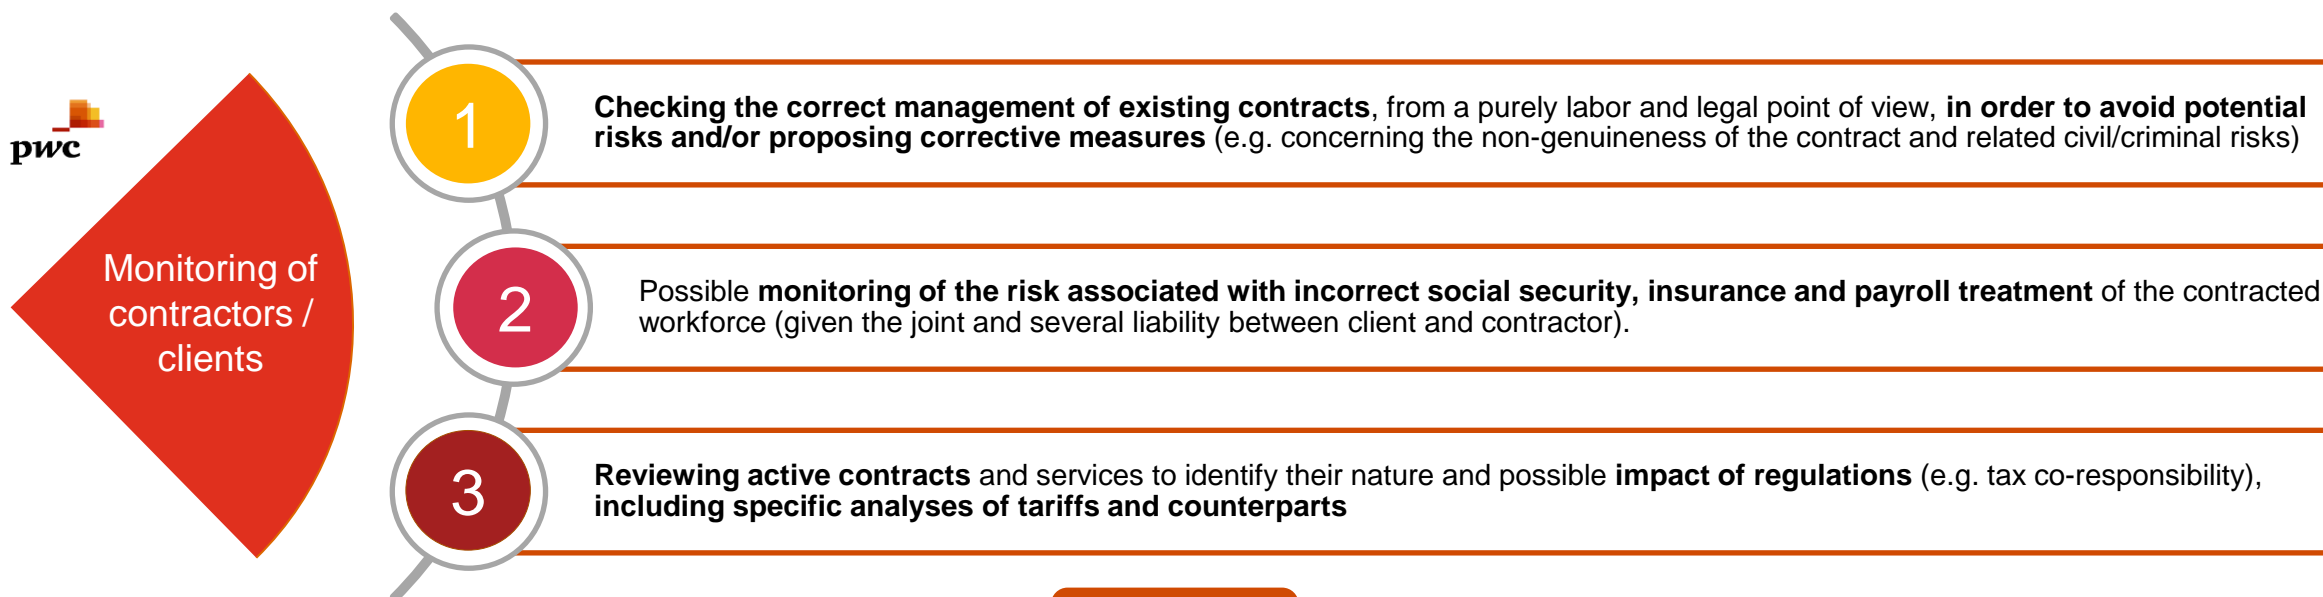 pwc
Monitoring of
contractors /
clients
1
Checking the correct management of existing contracts, from a purely labor and legal point of view, in order to avoid potential
risks and/or proposing corrective measures (e.g. concerning the non-genuineness of the contract and related civil/criminal risks)
2
Possible monitoring of the risk associated with incorrect social security, insurance and payroll treatment of the contracted
workforce (given the joint and several liability between client and contractor).
3
Reviewing active contracts and services to identify their nature and possible impact of regulations (e.g. tax co-responsibility),
including specific analyses of tariffs and counterparts